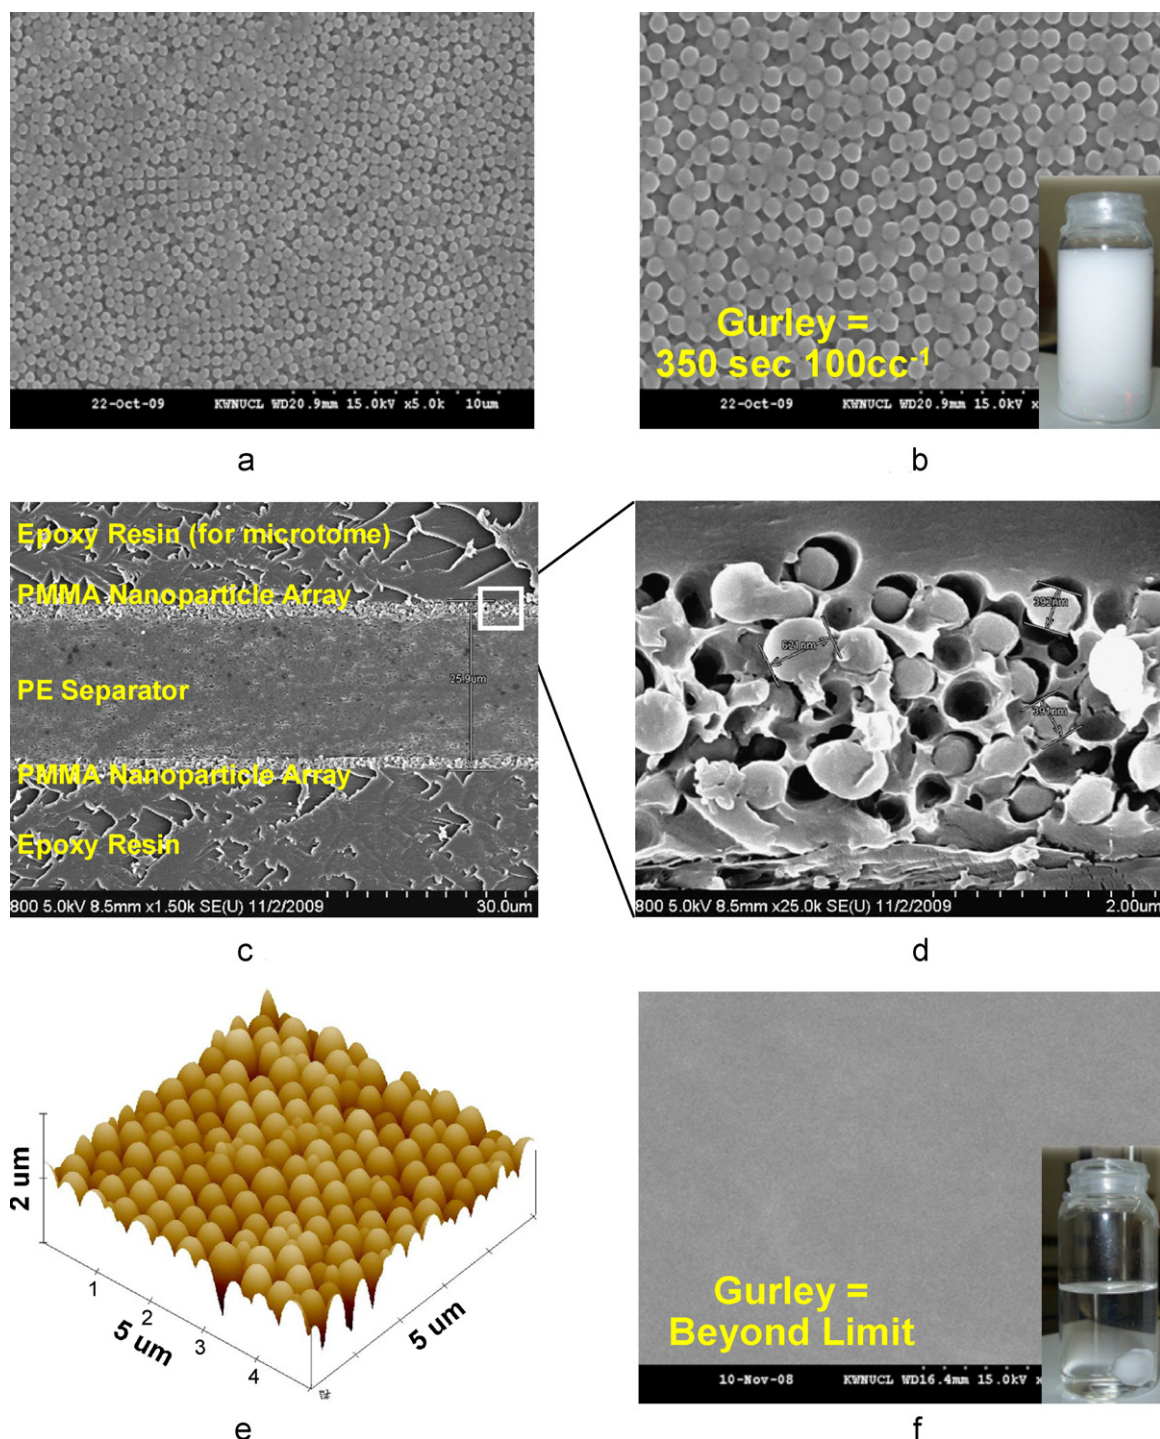 Gurley =
350 sec 100cc-1
22-Oct-09 KWNUCL WD20.9mm 15.0kV x5.0k 10um
22-Oct-09 KWNUCL WD20.9mm 15.0kV x
a
b
Epoxy Resin (for microtome)
PMMA Nanoparticle Array
25.9um
PE Separator
PMMA Nanoparticle Array
Epoxy Resin
800 5.0kV 8.5mm x1.50k SE(U) 11/2/2009 30.0um
392nm
621nm
391nm
800 5.0kV 8.5mm x25.0k SE(U) 11/2/2009 2.00um
c
d
2 um
1
2
3
4
5 um
5 um
e
Gurley =
Beyond Limit
10-Nov-08 KWNUCL WD16.4mm 15.0kV x
f